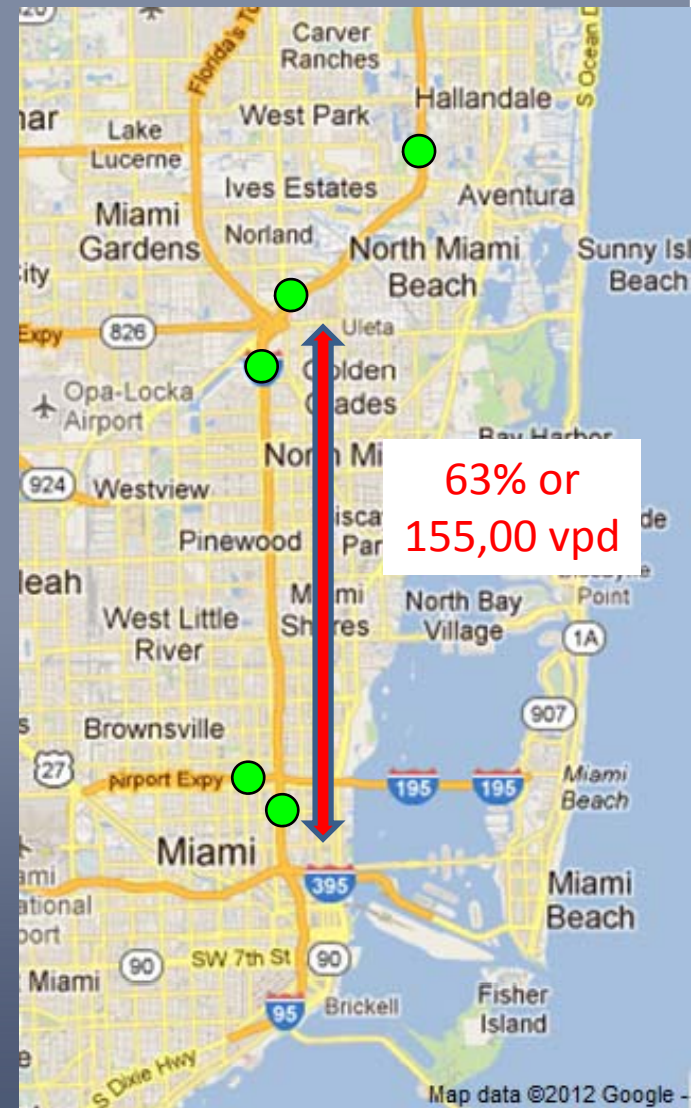 Carver
Ranches
Florida's
S Ocean D
Hallandale
West Park
Lake
Lucerne
Ives Estates
Aventura
Miami
Gardens
Norland
North Miami
Beach
Sunny Isl
Beach
Expy
826
Uleta
Golden
Glades
Opa-Locka
Airport
924
Westview
63% or
155,00 vpd
Pinewood
West Little
River
North Bay
Village
Point
1A
907
Brownsville
27
Airport Expy
195
195
Miami
Beach
Miami
395
Miami
Beach
90
SW 7th St
90
Miami
95
Brickell
Fisher
Island
S Dixie Hwy
Map data ©2012 Google -